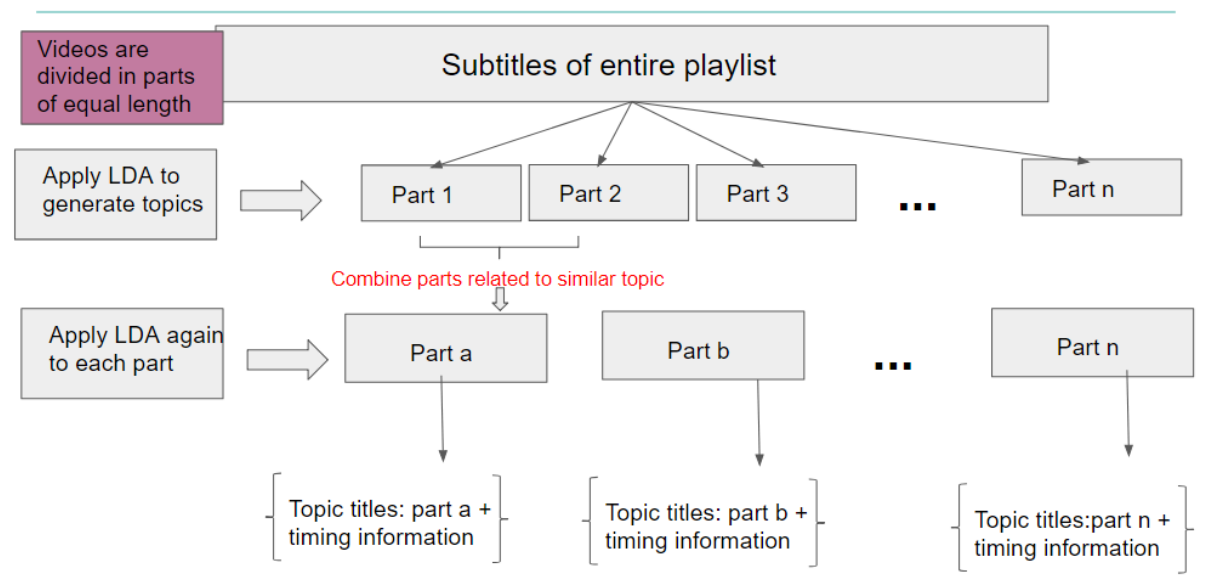 Videos are
divided in parts
of equal length
Subtitles of entire playlist
Apply LDA to
generate topics
Part 1
Part 2
Part 3
...
Part n
Combine parts related to similar topic
Apply LDA again
to each part
Part a
Part b
...
Part n
Topic titles: part a +
timing information
Topic titles: part b +
timing information
Topic titles:part n +
timing information